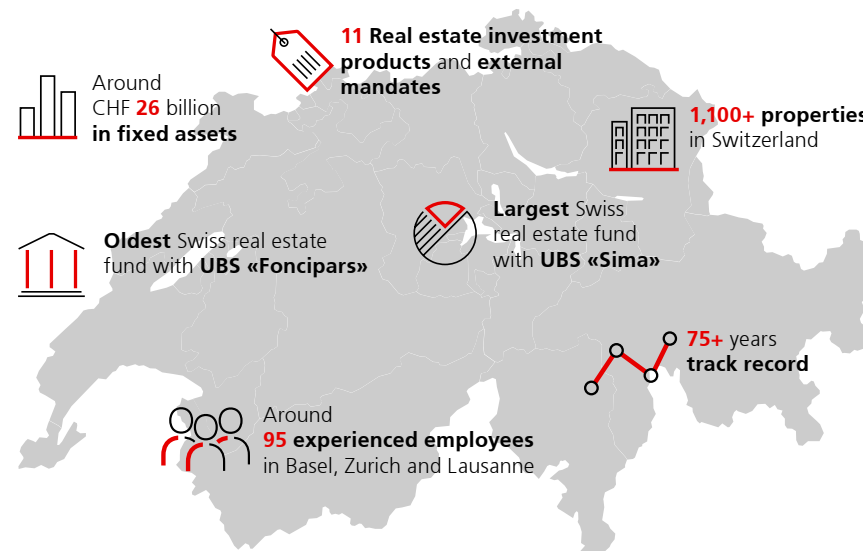 11 Real estate investment
products and external
mandates
Around
CHF 26 billion
in fixed assets
1,100+ properties
in Switzerland
Oldest Swiss real estate
fund with UBS «Foncipars»
Largest Swiss
real estate fund
with UBS «Sima»
75+ years
track record
Around
95 experienced employees
in Basel, Zurich and Lausanne